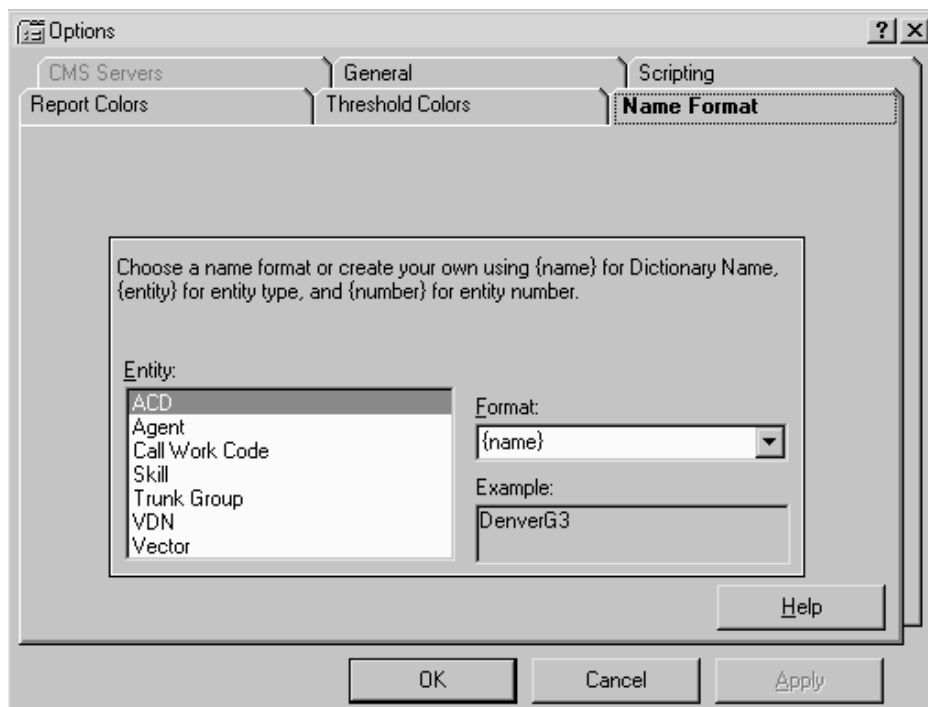 Options
CMS Servers
General
Scripting
Report Colors
Threshold Colors
Name Format
Choose a name format or create your own using {name} for Dictionary Name,
{entity} for entity type, and {number} for entity number.
Entity:
ACD
Agent
Call Work Code
Skill
Trunk Group
VDN
Vector
Format:
{name}
Example:
DenverG3
Help
OK
Cancel
Apply